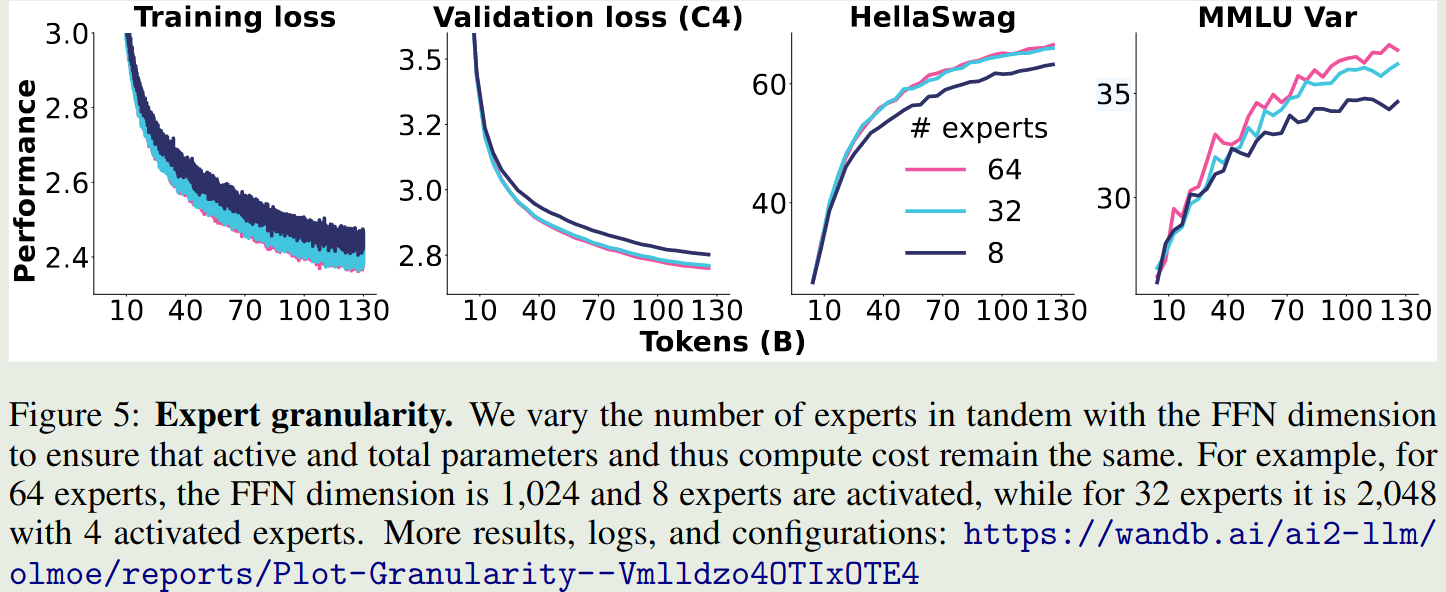 Training loss
Validation loss (C4)
HellaSwag
MMLU Var
Performance
3.0
2.8
2.6
2.4
10 40 70 100 130
3.5
3.2
3.0
2.8
10 40 70 100 130
60
40
10 40 70 100 130
# experts
64
32
8
35
30
10 40 70 100 130
Tokens (B)
Figure 5: Expert granularity. We vary the number of experts in tandem with the FFN dimension
to ensure that active and total parameters and thus compute cost remain the same. For example, for
64 experts, the FFN dimension is 1,024 and 8 experts are activated, while for 32 experts it is 2,048
with 4 activated experts. More results, logs, and configurations: https://wandb.ai/ai2-llm/
olmoe/reports/Plot-Granularity--Vmlldzo4OTIxOTE4